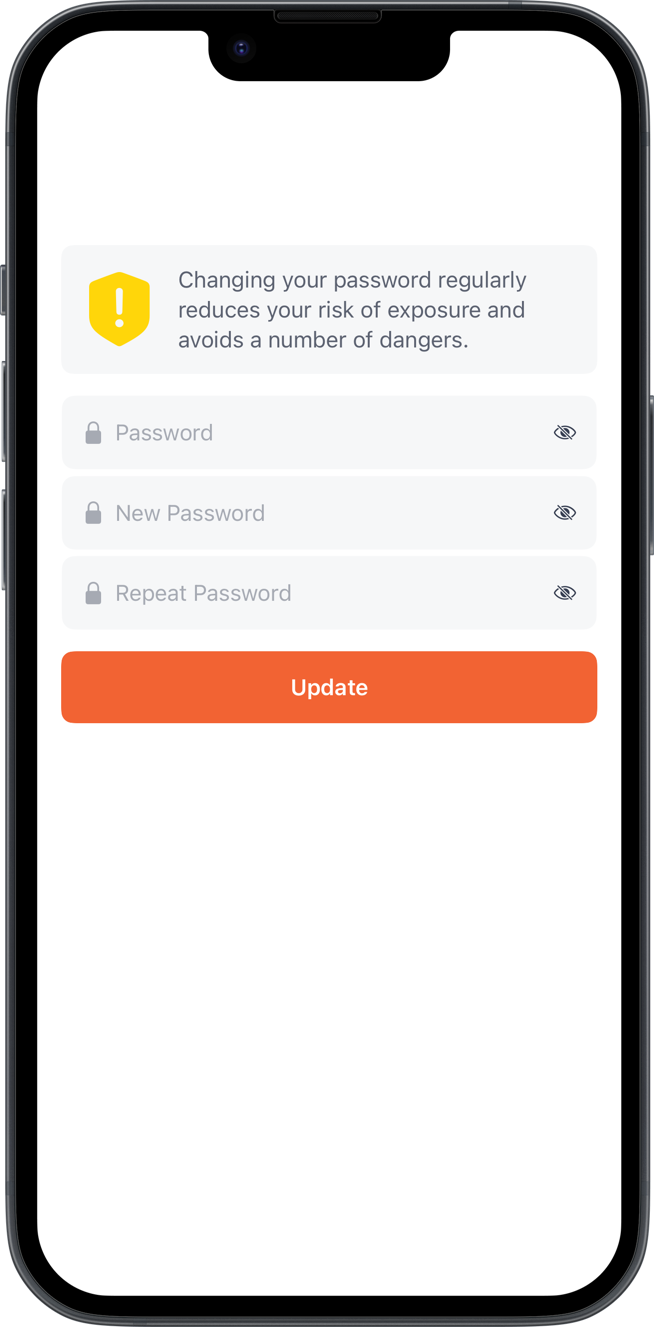 Changing your password regularly
reduces your risk of exposure and
avoids a number of dangers.
Password
New Password
Repeat Password
Update